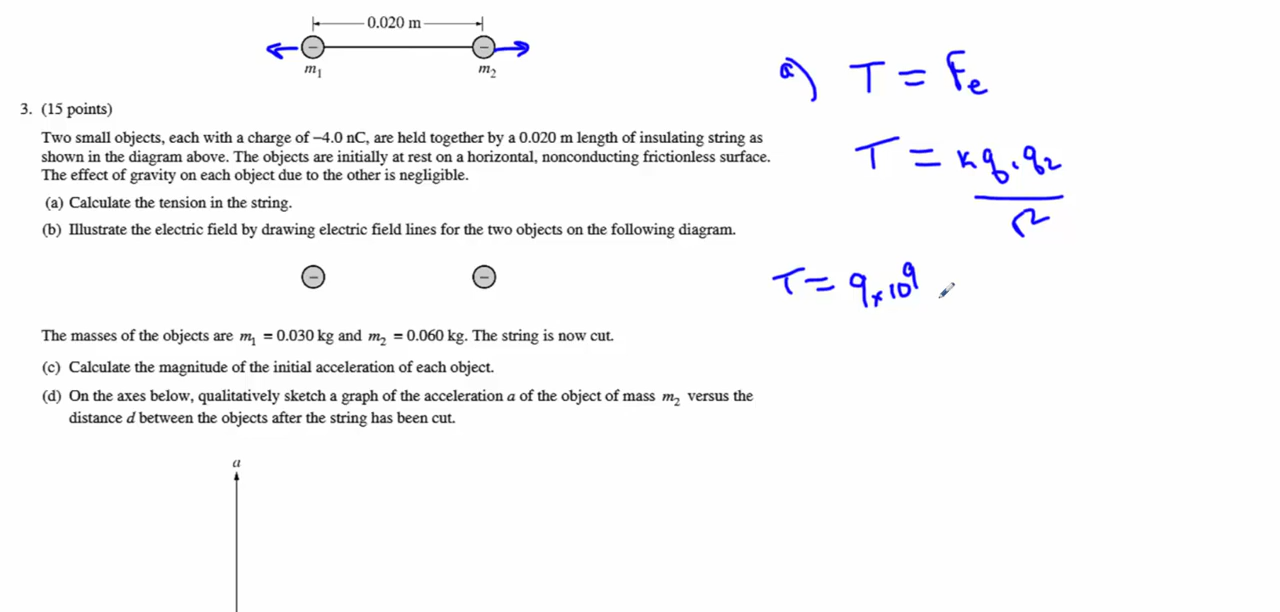 0.020 m
− −
m₁ m₂
3. (15 points)
Two small objects, each with a charge of −4.0 nC, are held together by a 0.020 m length of insulating string as
shown in the diagram above. The objects are initially at rest on a horizontal, nonconducting frictionless surface.
The effect of gravity on each object due to the other is negligible.
(a) Calculate the tension in the string.
(b) Illustrate the electric field by drawing electric field lines for the two objects on the following diagram.
− −
The masses of the objects are m₁ = 0.030 kg and m₂ = 0.060 kg. The string is now cut.
(c) Calculate the magnitude of the initial acceleration of each object.
(d) On the axes below, qualitatively sketch a graph of the acceleration a of the object of mass m₂ versus the
distance d between the objects after the string has been cut.
a
a) T = Fe
T = k q₁ q₂
r²
T = 9×10⁹